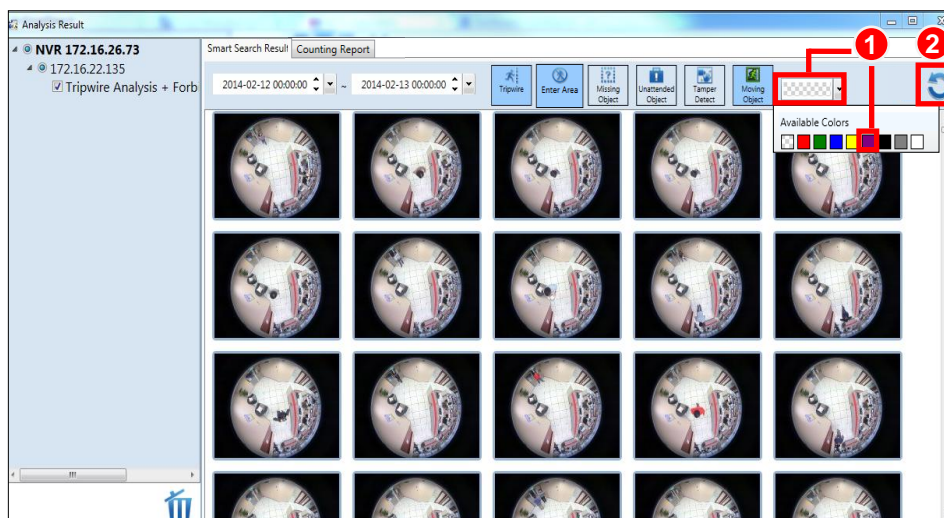 Analysis Result
NVR 172.16.26.73
172.16.22.135
Tripwire Analysis + Forb
Smart Search Result
Counting Report
2014-02-12 00:00:00
~
2014-02-13 00:00:00
Tripwire
Enter Area
Missing
Object
Unattended
Object
Tamper
Detect
Moving
Object
1
2
Available Colors